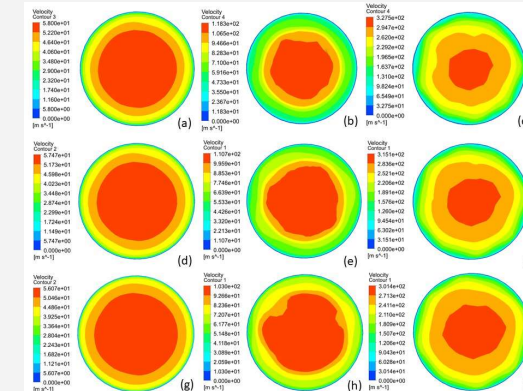 Velocity
Contour 3
5.800e+01
5.220e+01
4.640e+01
4.060e+01
3.480e+01
2.900e+01
2.320e+01
1.740e+01
1.160e+01
5.800e+00
0.000e+00
[m s^-1]
(a)
Velocity
Contour 4
1.183e+02
1.065e+02
9.466e+01
8.283e+01
7.100e+01
5.916e+01
4.733e+01
3.550e+01
2.367e+01
1.183e+01
0.000e+00
[m s^-1]
(b)
Velocity
Contour 4
3.275e+02
2.947e+02
2.620e+02
2.292e+02
1.965e+02
1.637e+02
1.310e+02
9.824e+01
6.549e+01
3.275e+01
0.000e+00
[m s^-1]
Velocity
Contour 2
5.747e+01
5.173e+01
4.598e+01
4.023e+01
3.448e+01
2.874e+01
2.299e+01
1.724e+01
1.149e+01
5.747e+00
0.000e+00
[m s^-1]
(d)
Velocity
Contour 1
1.107e+02
9.959e+01
8.853e+01
7.746e+01
6.639e+01
5.533e+01
4.426e+01
3.320e+01
2.213e+01
1.107e+01
0.000e+00
[m s^-1]
(e)
Velocity
Contour 1
3.151e+02
2.836e+02
2.521e+02
2.206e+02
1.891e+02
1.576e+02
1.260e+02
9.454e+01
6.302e+01
3.151e+01
0.000e+00
[m s^-1]
Velocity
Contour 2
5.607e+01
5.046e+01
4.485e+01
3.925e+01
3.364e+01
2.804e+01
2.243e+01
1.682e+01
1.121e+01
5.607e+00
0.000e+00
[m s^-1]
(g)
Velocity
Contour 1
1.030e+02
9.266e+01
8.236e+01
7.207e+01
6.177e+01
5.148e+01
4.118e+01
3.089e+01
2.059e+01
1.030e+01
0.000e+00
[m s^-1]
(h)
Velocity
Contour 1
3.014e+02
2.713e+02
2.411e+02
2.110e+02
1.809e+02
1.507e+02
1.206e+02
9.043e+01
6.028e+01
3.014e+01
0.000e+00
[m s^-1]